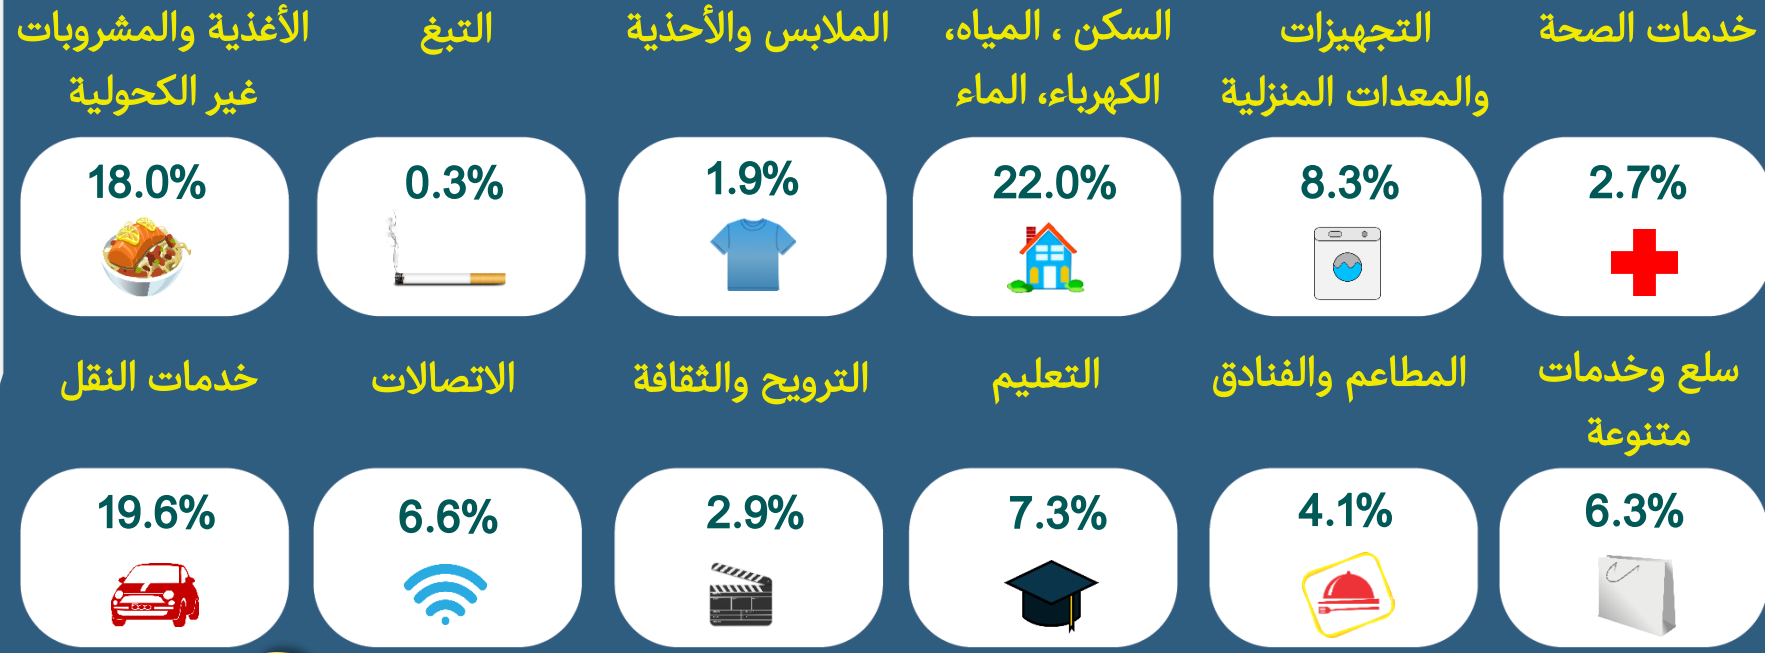 خدمات الصحة
2.7%
التجهيزات
والمعدات المنزلية
8.3%
السكن ، المياه،
الكهرباء، الماء
22.0%
الملابس والأحذية
1.9%
التبغ
0.3%
الأغذية والمشروبات
غير الكحولية
18.0%
سلع وخدمات
متنوعة
6.3%
المطاعم والفنادق
4.1%
التعليم
7.3%
الترويح والثقافة
2.9%
الاتصالات
6.6%
خدمات النقل
19.6%